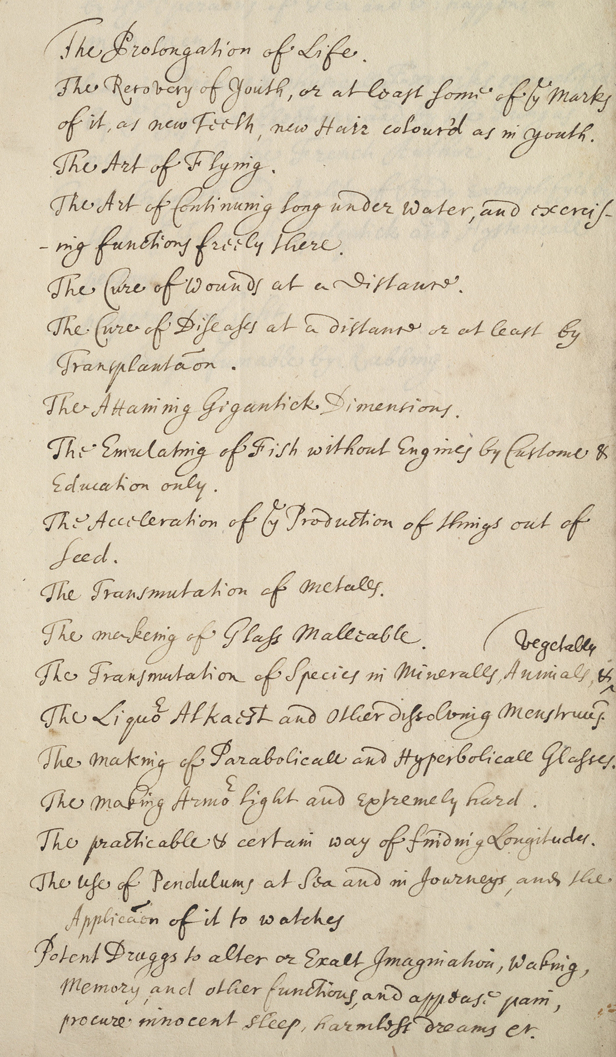 The Prolongation of Life.
The Recovery of Youth, or at least some of yᵉ Marks
of it, as new Teeth, new Hair colour'd as in youth.
The Art of Flying.
The Art of Continuing long under water, and exercis-
-ing functions freely there.
The Cure of Wounds at a Distance.
The Cure of Diseases at a distance or at least by
Transplantaõn.
The Attaining Gigantick Dimensions.
The Emulating of Fish without Engines by Custome &
Education only.
The Acceleration of yᵉ Production of things out of
Seed.
The Transmutation of Metalls.
The makeing of Glass Malleable.
(Vegetalls
The Transmutation of Species in Mineralls, Animals, &
The Liquoʳ Alkaest and other dissolving Menstruums.
The making of Parabolicall and Hyperbolicall Glasses.
The making Armoʳ light and extremely hard.
The practicable & certain way of finding Longitudes.
The use of Pendulums at Sea and in Journeys, and the
Applicaõn of it to watches
Potent Druggs to alter or Exalt Imagination, Waking,
Memory, and other functions, and appease pain,
procure innocent sleep, harmless dreams etc.